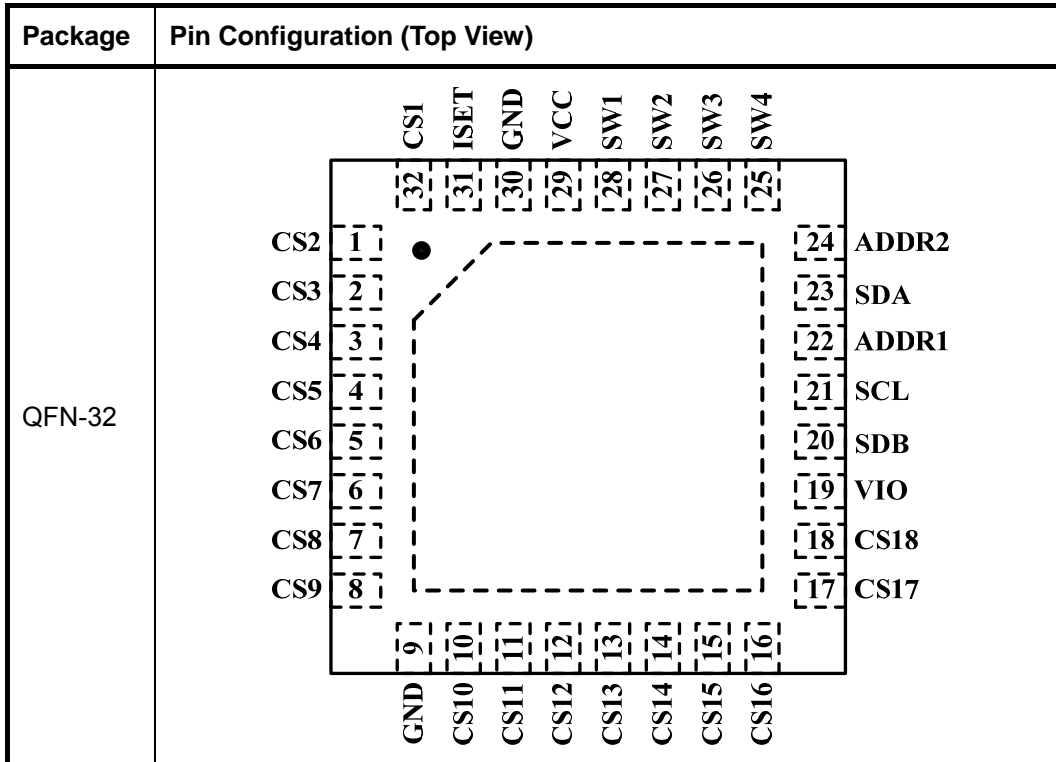 Package Pin Configuration (Top View)
QFN-32
CS1 ISET GND VCC SW1 SW2 SW3 SW4
32 31 30 29 28 27 26 25
CS2 1 24 ADDR2
CS3 2 23 SDA
CS4 3 22 ADDR1
CS5 4 21 SCL
CS6 5 20 SDB
CS7 6 19 VIO
CS8 7 18 CS18
CS9 8 17 CS17
9 10 11 12 13 14 15 16
GND CS10 CS11 CS12 CS13 CS14 CS15 CS16